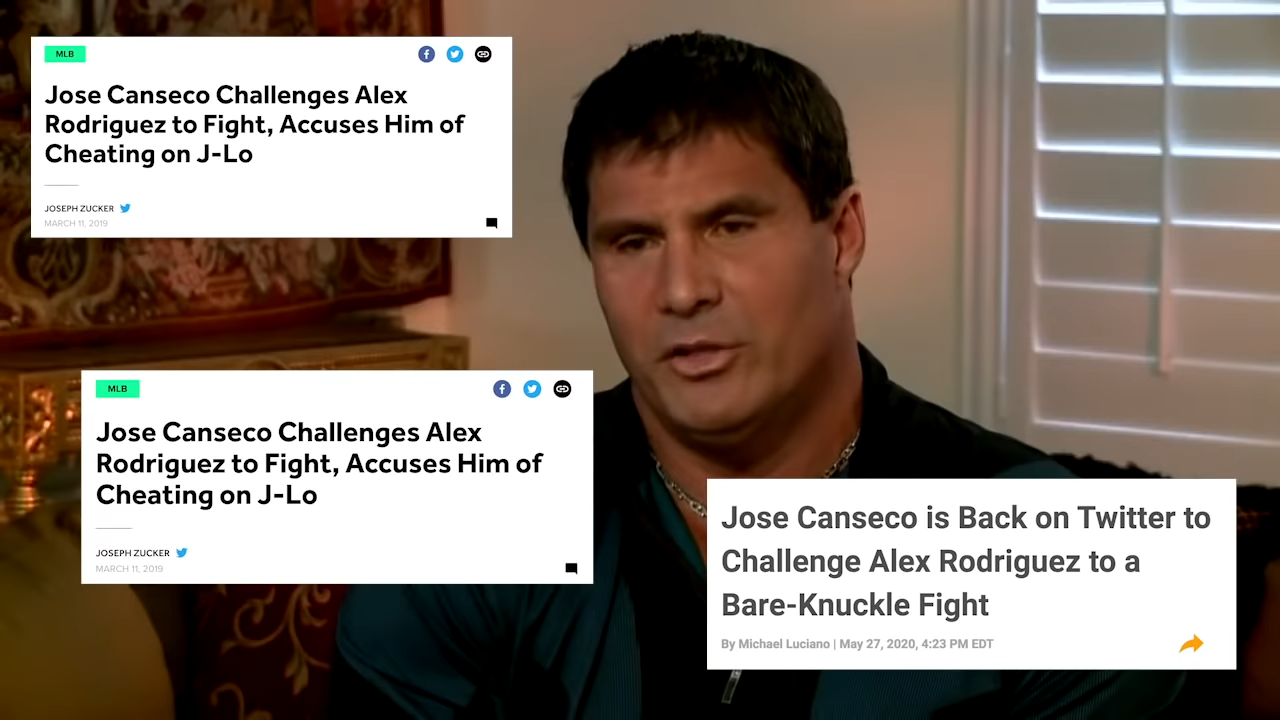 MLB
Jose Canseco Challenges Alex
Rodriguez to Fight, Accuses Him of
Cheating on J-Lo
JOSEPH ZUCKER
MARCH 11, 2019
MLB
Jose Canseco Challenges Alex
Rodriguez to Fight, Accuses Him of
Cheating on J-Lo
JOSEPH ZUCKER
MARCH 11, 2019
Jose Canseco is Back on Twitter to
Challenge Alex Rodriguez to a
Bare-Knuckle Fight
By Michael Luciano | May 27, 2020, 4:23 PM EDT